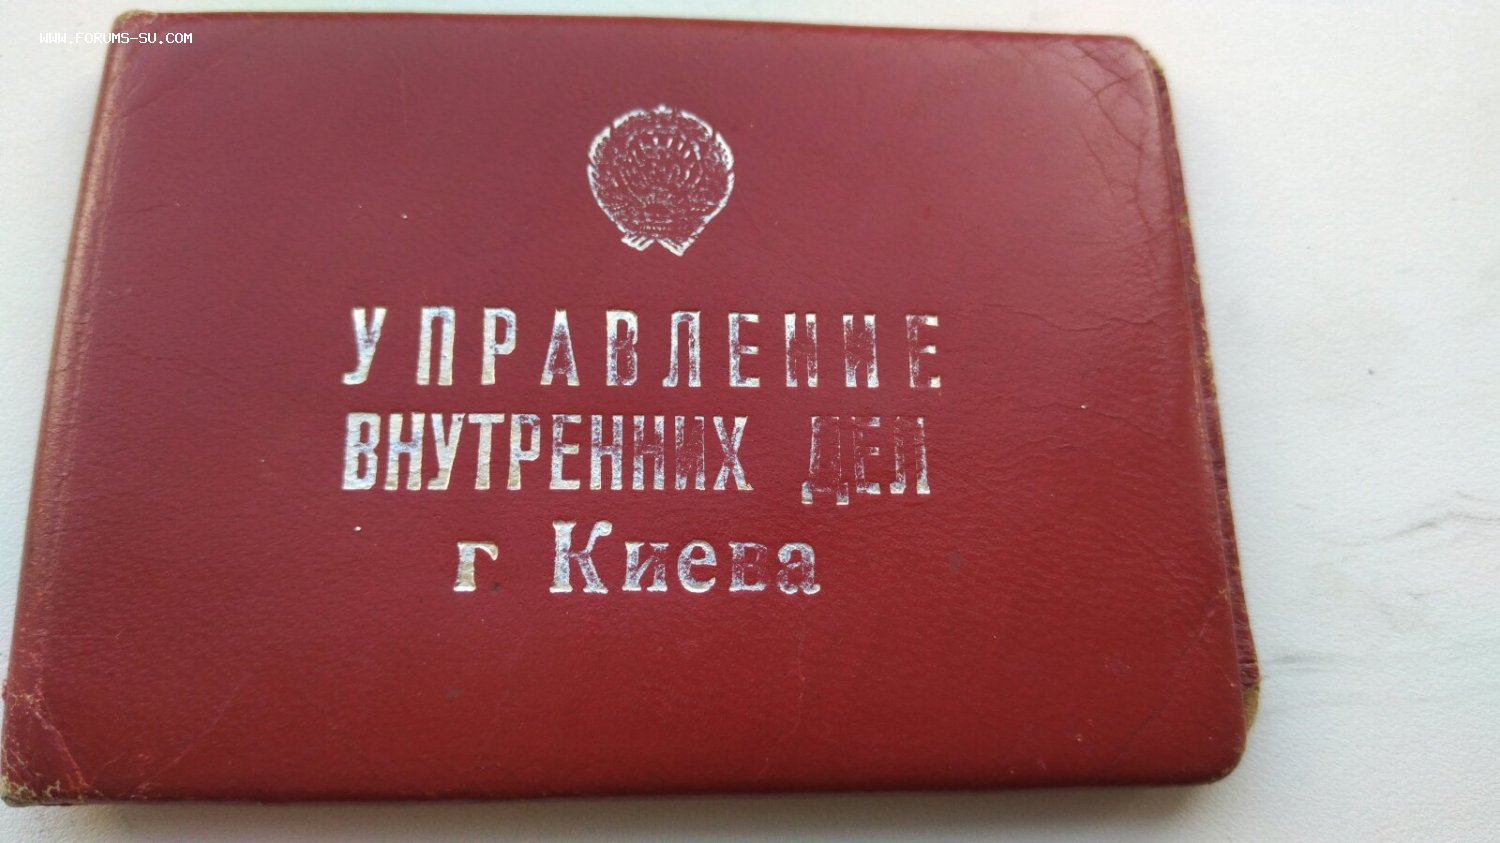 WWW.FORUMS-SU.COM
УПРАВЛЕНИЕ
ВНУТРЕННИХ ДЕЛ
г Киева